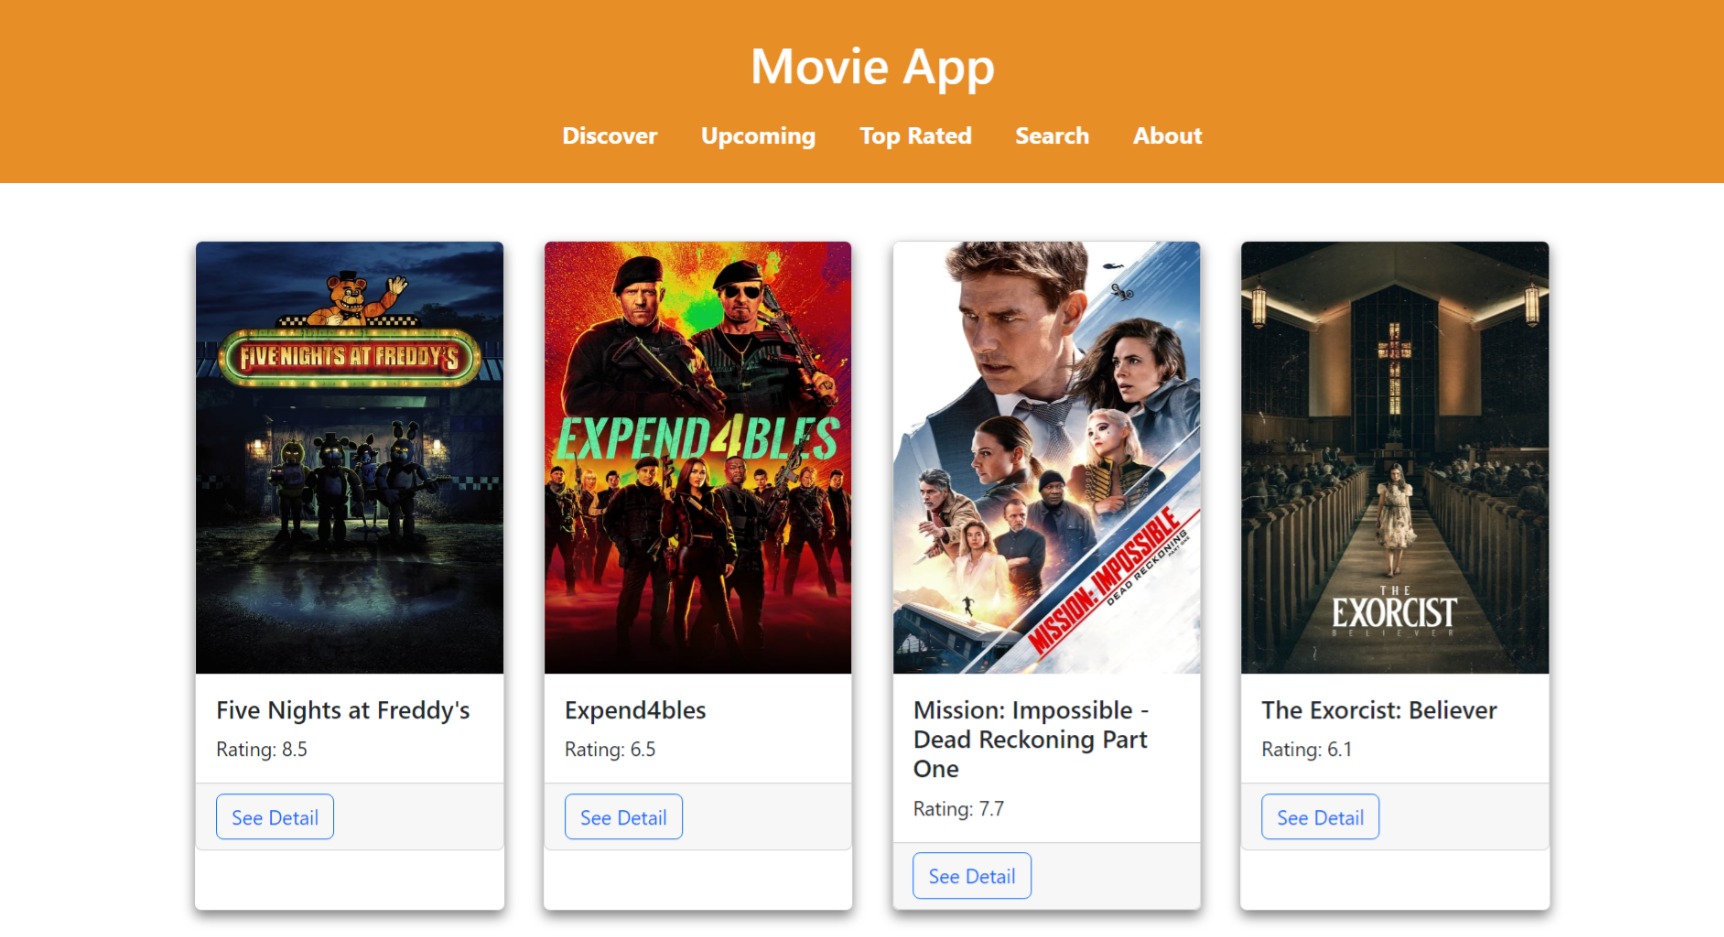 Movie App
Discover Upcoming Top Rated Search About
FIVE NIGHTS AT FREDDY'S
EXPEND4BLES
MISSION: IMPOSSIBLE
DEAD RECKONING
PART ONE
THE
EXORCIST
BELIEVER
Five Nights at Freddy's
Rating: 8.5
See Detail
Expend4bles
Rating: 6.5
See Detail
Mission: Impossible -
Dead Reckoning Part
One
Rating: 7.7
See Detail
The Exorcist: Believer
Rating: 6.1
See Detail